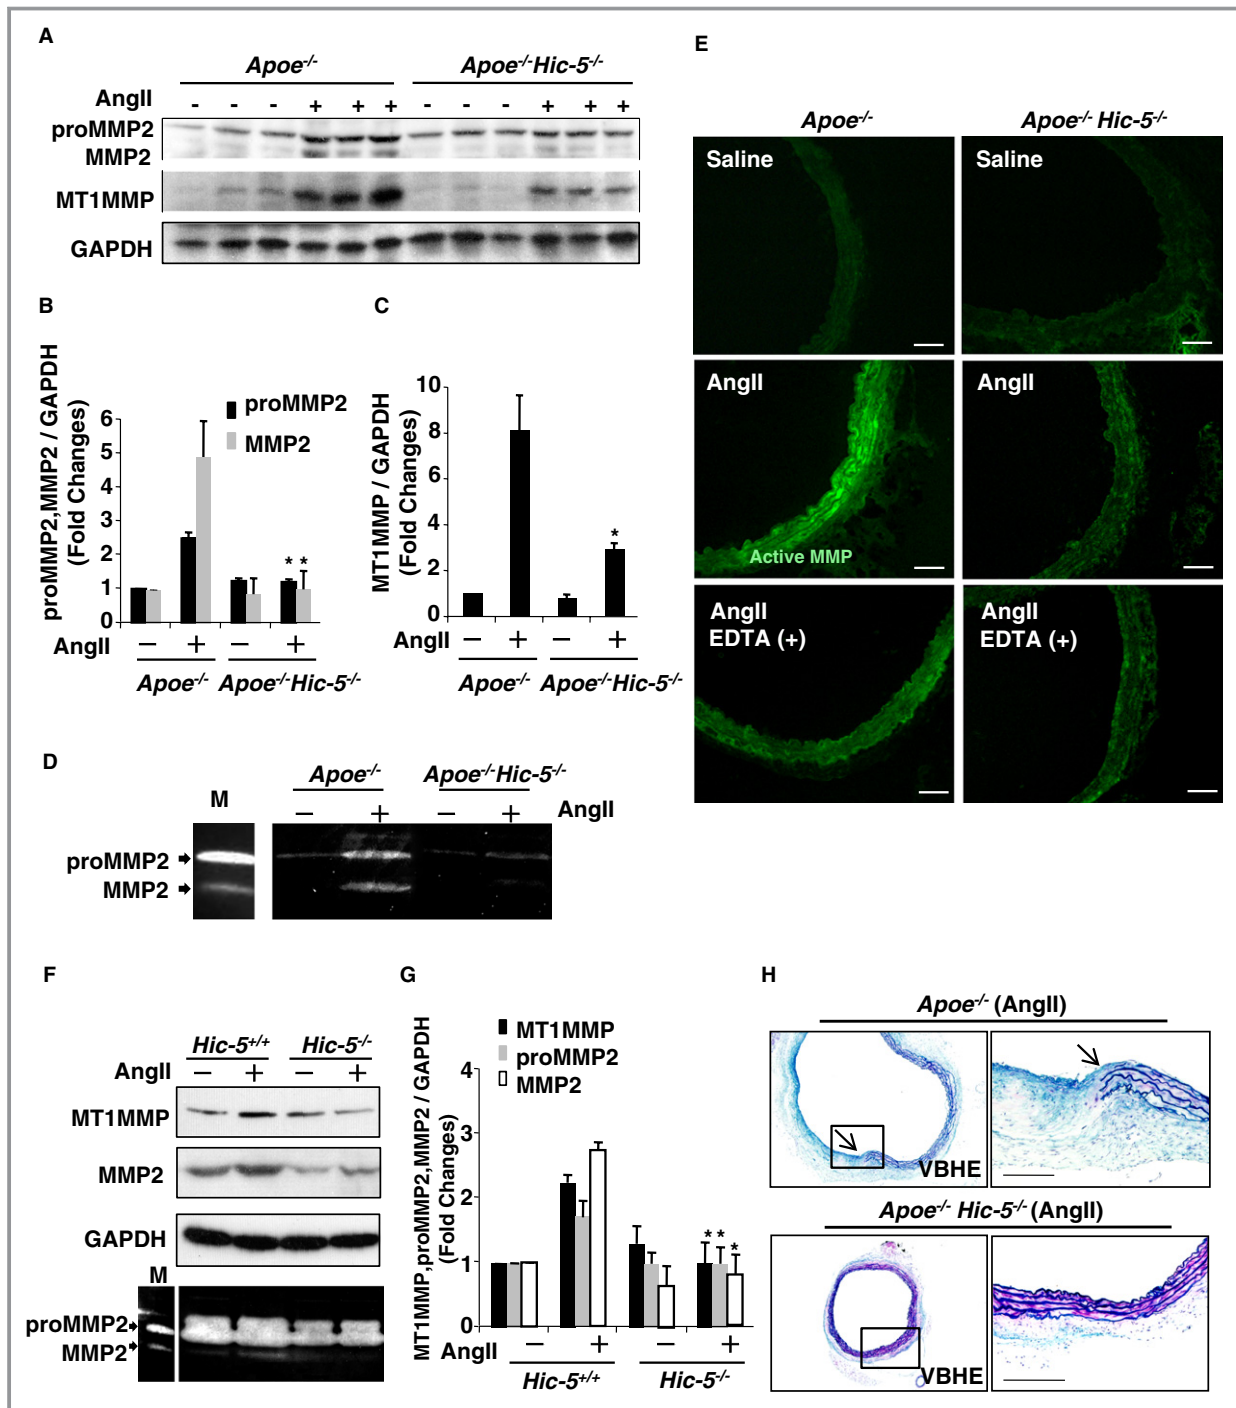 A
Apoe-/- Apoe-/-Hic-5-/-
AngII - - - + + + - - - + + +
proMMP2
MMP2
MT1MMP
GAPDH
B
proMMP2,MMP2 / GAPDH
(Fold Changes)
6
5
4
3
2
1
0
proMMP2
MMP2
* *
AngII − + − +
Apoe-/- Apoe-/-Hic-5-/-
C
MT1MMP / GAPDH
(Fold Changes)
10
8
6
4
2
0
*
− + − +
Apoe-/- Apoe-/-Hic-5-/-
D
Apoe-/- Apoe-/-Hic-5-/-
M − + − + AngII
proMMP2
MMP2
E
Apoe-/- Apoe-/- Hic-5-/-
Saline Saline
AngII AngII
Active MMP
AngII AngII
EDTA (+) EDTA (+)
F
Hic-5+/+ Hic-5-/-
AngII − + − +
MT1MMP
MMP2
GAPDH
M
proMMP2
MMP2
G
MT1MMP,proMMP2,MMP2 / GAPDH
(Fold Changes)
MT1MMP
proMMP2
MMP2
4
3
2
1
0
* * *
AngII − + − +
Hic-5+/+ Hic-5-/-
H
Apoe-/- (AngII)
VBHE
Apoe-/- Hic-5-/- (AngII)
VBHE